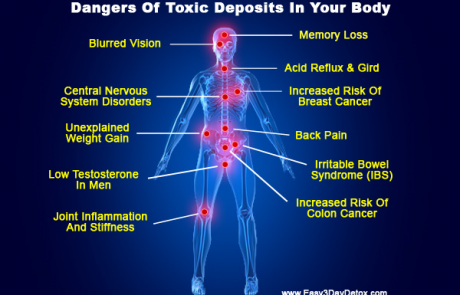 Dangers Of Toxic Deposits In Your Body
Memory Loss
Blurred Vision
Acid Reflux & Gird
Central Nervous
System Disorders
Increased Risk Of
Breast Cancer
Unexplained
Weight Gain
Back Pain
Low Testosterone
In Men
Irritable Bowel
Syndrome (IBS)
Increased Risk Of
Colon Cancer
Joint Inflammation
And Stiffness
www.Easy3DayDetox.com